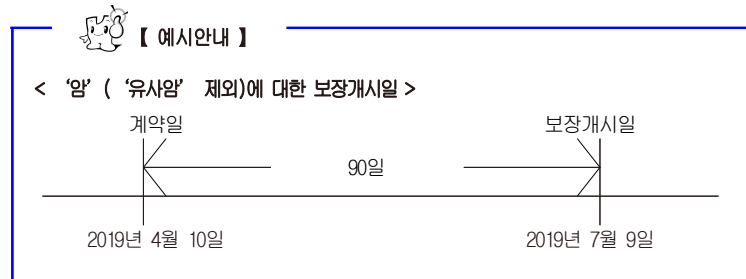 【 예시안내 】
< ‘암’ ( ‘유사암’ 제외)에 대한 보장개시일 >
계약일 보장개시일
90일
2019년 4월 10일 2019년 7월 9일